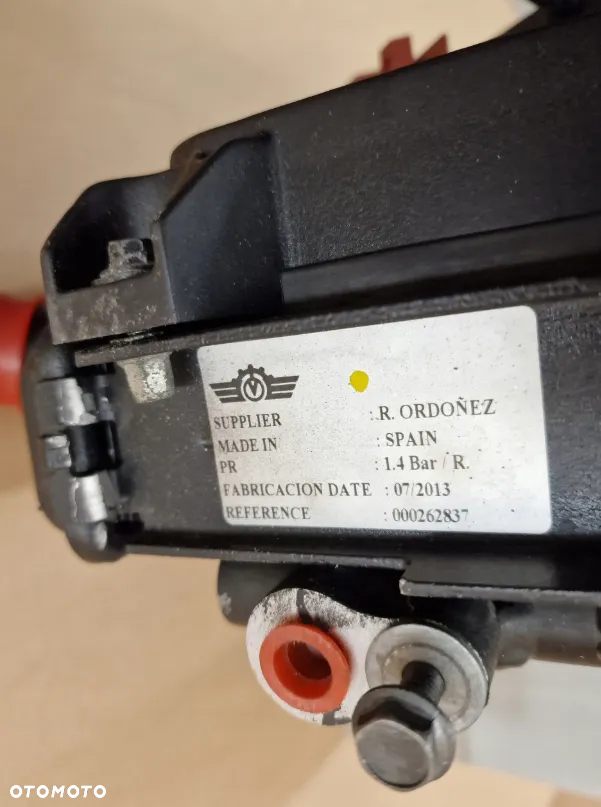 SUPPLIER : R. ORDOÑEZ
MADE IN : SPAIN
PR : 1.4 Bar / R.
FABRICACION DATE : 07/2013
REFERENCE : 000262837
OTOMOTO